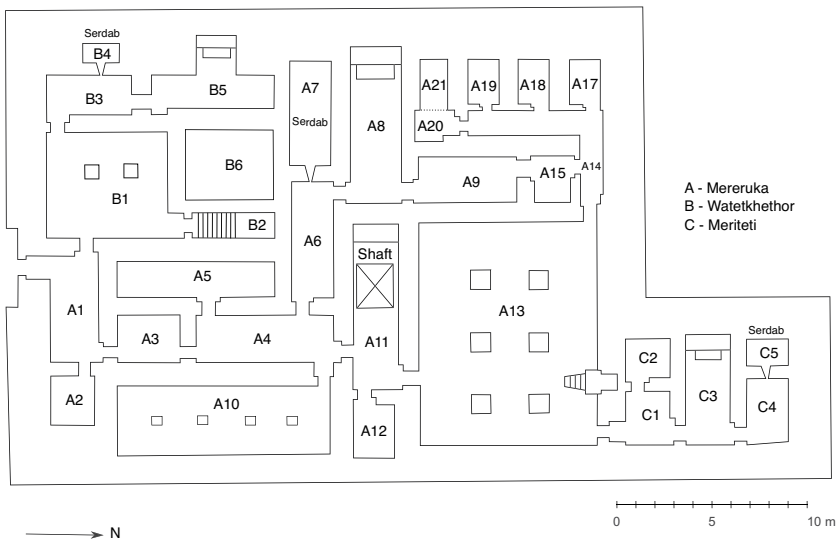 Serdab
B4
B3
B5
A7
Serdab
A8
A21
A19
A18
A17
A20
B6
B1
B2
A9
A15
A14
A6
A - Mereruka
B - Watetkhethor
C - Meriteti
Shaft
A5
A1
A3
A4
A11
A13
Serdab
C2
C5
C3
C1
C4
A2
A10
A12
0
5
10 m
N